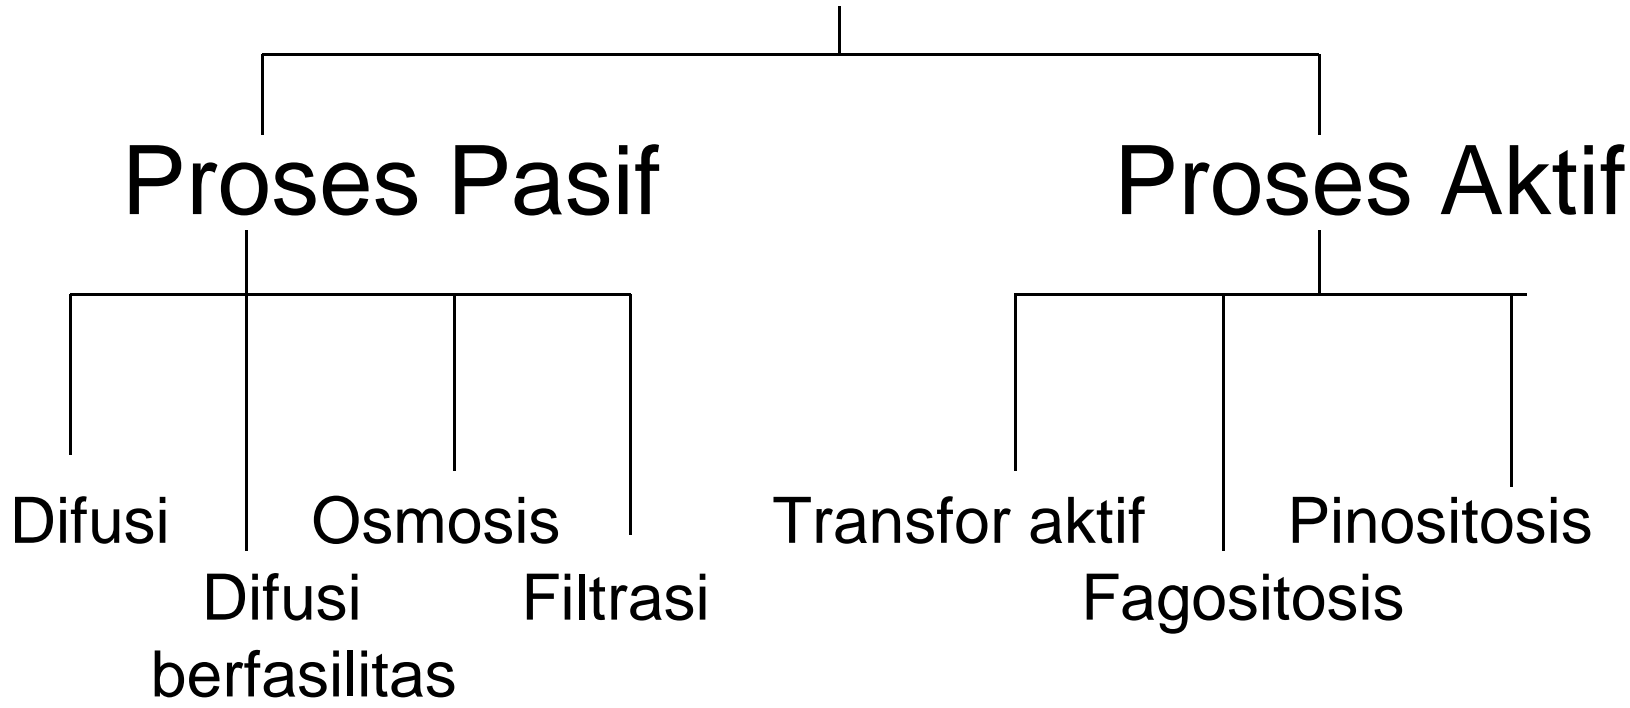 Proses Pasif
Proses Aktif
Difusi
Osmosis
Transfor aktif
Pinositosis
Difusi
berfasilitas
Filtrasi
Fagositosis